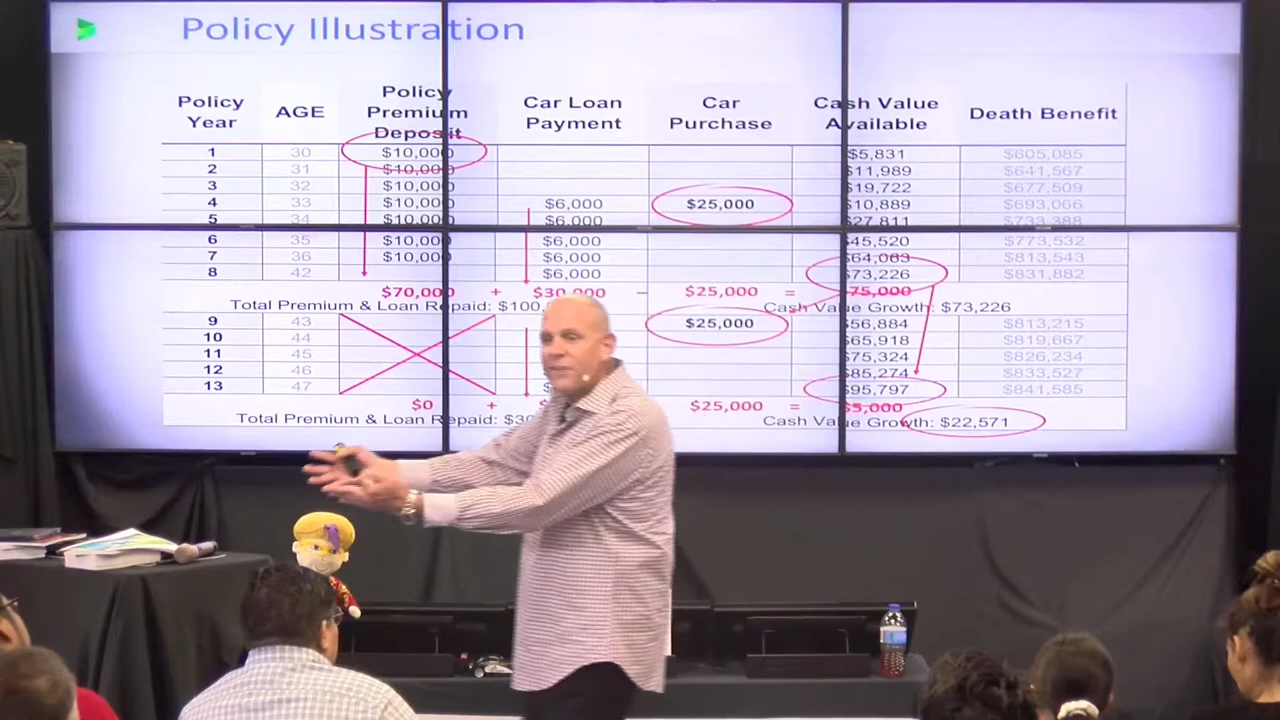 Policy Illustration
Policy Year AGE Policy Premium Deposit Car Loan Payment Car Purchase Cash Value Available Death Benefit
1 30 $10,000 $5,831 $605,085
2 31 $10,000 $11,989 $641,567
3 32 $10,000 $19,722 $677,509
4 33 $10,000 $6,000 $25,000 $10,889 $693,066
5 34 $10,000 $6,000 $27,811 $733,388
6 35 $10,000 $6,000 $45,520 $773,532
7 36 $10,000 $6,000 $64,083 $813,543
8 42 $6,000 $73,226 $831,882
$70,000 + $30,000 − $25,000 = 75,000
Total Premium & Loan Repaid: $100, Cash Value Growth: $73,226
9 43 $25,000 $56,884 $813,215
10 44 $65,918 $819,667
11 45 $75,324 $826,234
12 46 $85,274 $833,527
13 47 $95,797 $841,585
$0 + $25,000 = $5,000
Total Premium & Loan Repaid: $30 Cash Value Growth: $22,571